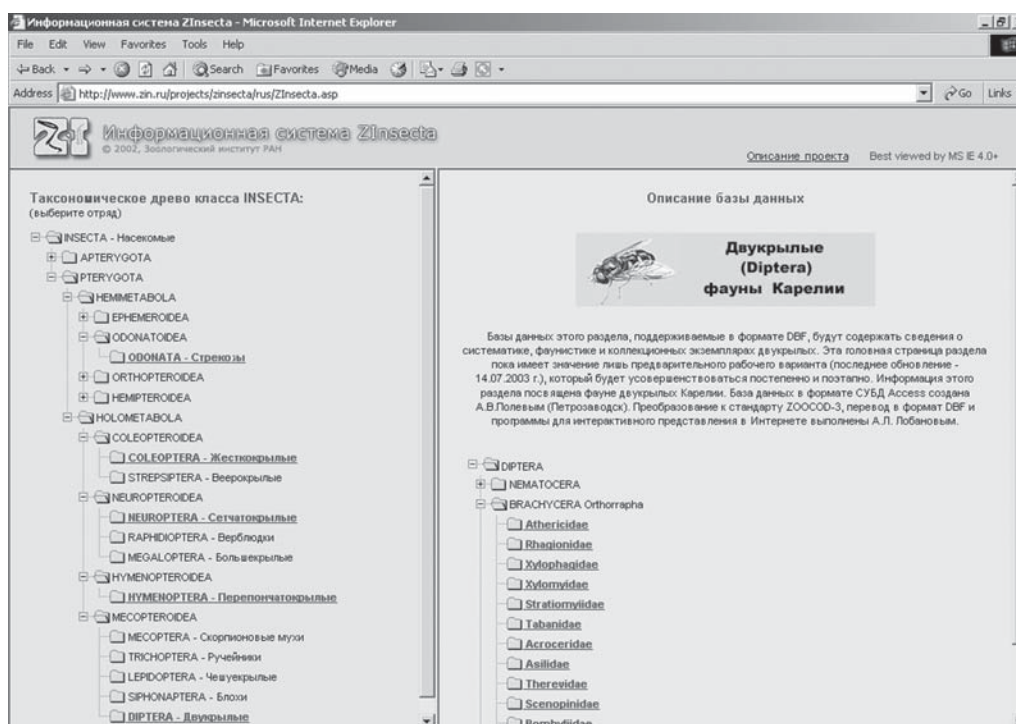 Информационная система ZInsecta - Microsoft Internet Explorer
File Edit View Favorites Tools Help
Back Search Favorites Media
Address http://www.zin.ru/projects/zinsecta/rus/ZInsecta.asp Go Links
Информационная система ZInsecta
© 2002, Зоологический институт РАН
Описание проекта Best viewed by MS IE 4.0+
Таксономическое древо класса INSECTA:
(выберите отряд)
INSECTA - Насекомые
APTERYGOTA
PTERYGOTA
HEMIMETABOLA
EPHEMEROIDEA
ODONATOIDEA
ODONATA - Стрекозы
ORTHOPTEROIDEA
HEMIPTEROIDEA
HOLOMETABOLA
COLEOPTEROIDEA
COLEOPTERA - Жесткокрылые
STREPSIPTERA - Веерокрылые
NEUROPTEROIDEA
NEUROPTERA - Сетчатокрылые
RAPHIDIOPTERA - Верблюдки
MEGALOPTERA - Большекрылые
HYMENOPTEROIDEA
HYMENOPTERA - Перепончатокрылые
MECOPTEROIDEA
MECOPTERA - Скорпионовые мухи
TRICHOPTERA - Ручейники
LEPIDOPTERA - Чешуекрылые
SIPHONAPTERA - Блохи
DIPTERA - Двукрылые
Описание базы данных
Двукрылые
(Diptera)
фауны Карелии
Базы данных этого раздела, поддерживаемые в формате DBF, будут содержать сведения о
систематике, фаунистике и коллекционных экземплярах двукрылых. Эта головная страница раздела
пока имеет значение лишь предварительного рабочего варианта (последнее обновление -
14.07.2003 г.), который будет усовершенствоваться постепенно и поэтапно. Информация этого
раздела посвящена фауне двукрылых Карелии. База данных в формате СУБД Access создана
А.В.Полевым (Петрозаводск). Преобразование к стандарту ZOOCOD-3, перевод в формат DBF и
программы для интерактивного представления в Интернете выполнены А.Л. Лобановым.
DIPTERA
NEMATOCERA
BRACHYCERA Orthorrapha
Athericidae
Rhagionidae
Xylophagidae
Xylomyidae
Stratiomyiidae
Tabanidae
Acroceridae
Asilidae
Therevidae
Scenopinidae